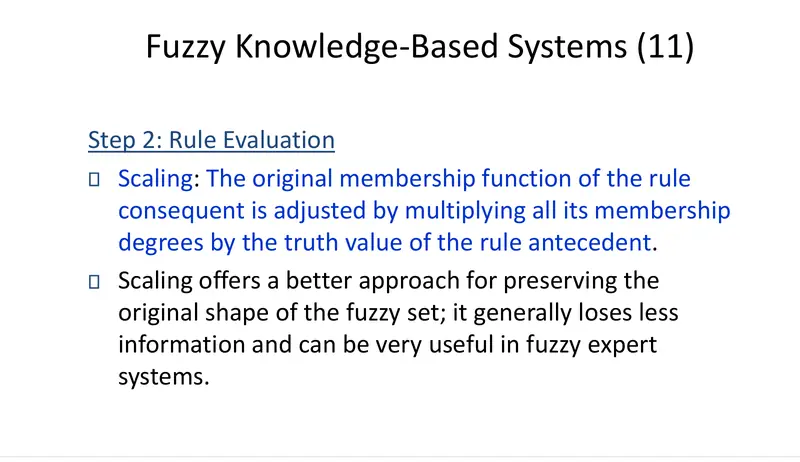 Fuzzy Knowledge-Based Systems (11)
Step 2: Rule Evaluation
Scaling: The original membership function of the rule
consequent is adjusted by multiplying all its membership
degrees by the truth value of the rule antecedent.
Scaling offers a better approach for preserving the
original shape of the fuzzy set; it generally loses less
information and can be very useful in fuzzy expert
systems.